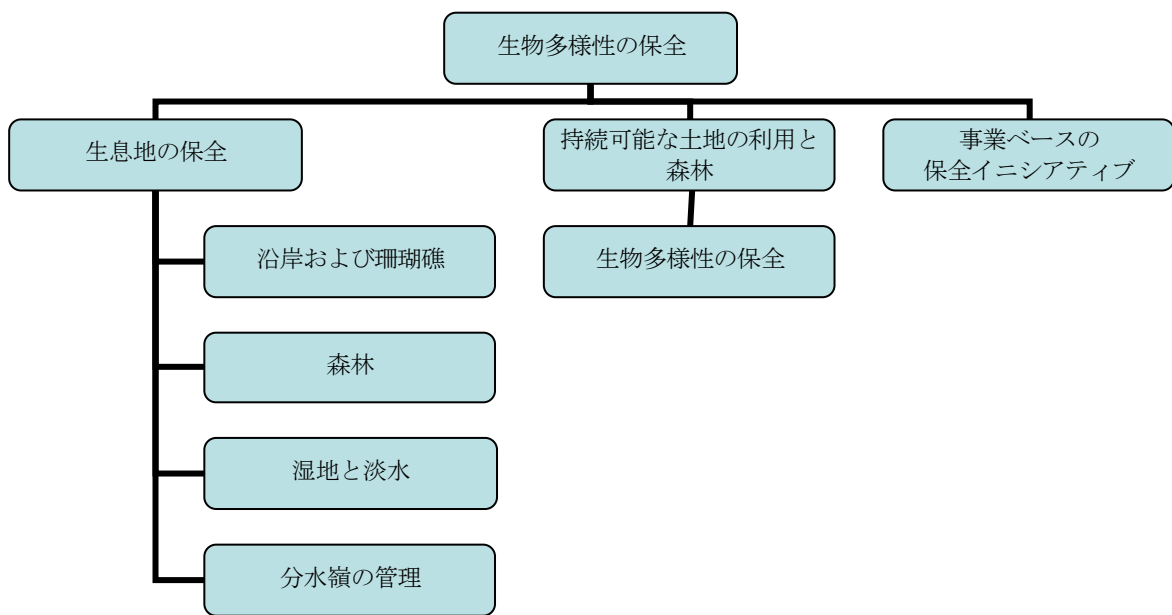 生物多様性の保全
生息地の保全
持続可能な土地の利用と
森林
事業ベースの
保全イニシアティブ
沿岸および珊瑚礁
生物多様性の保全
森林
湿地と淡水
分水嶺の管理